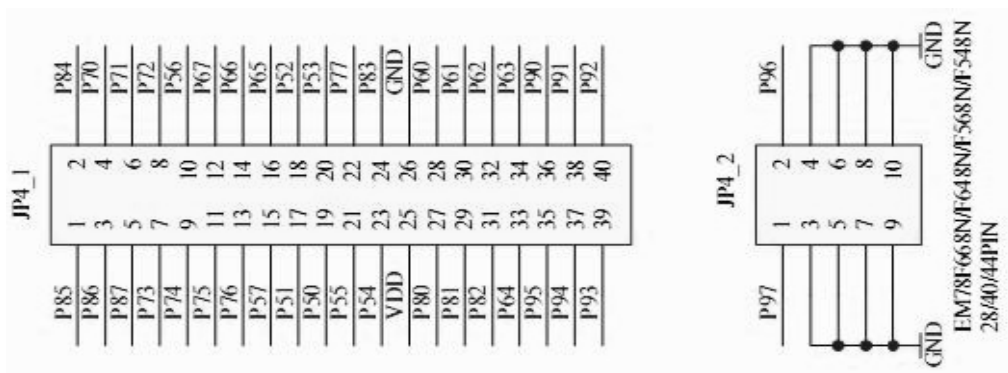 JP4_1
P85 1 2 P84
P86 3 4 P70
P87 5 6 P71
P73 7 8 P72
P74 9 10 P56
P75 11 12 P67
P76 13 14 P66
P57 15 16 P65
P51 17 18 P52
P50 19 20 P53
P55 21 22 P77
P54 23 24 P83
VDD 25 26 GND
P80 27 28 P60
P81 29 30 P61
P82 31 32 P62
P64 33 34 P63
P95 35 36 P90
P94 37 38 P91
P93 39 40 P92
JP4_2
P97 1 2 P96
3 4
5 6
7 8
9 10
GND GND
EM78F668N/F648N/F568N/F548N
28/40/44PIN